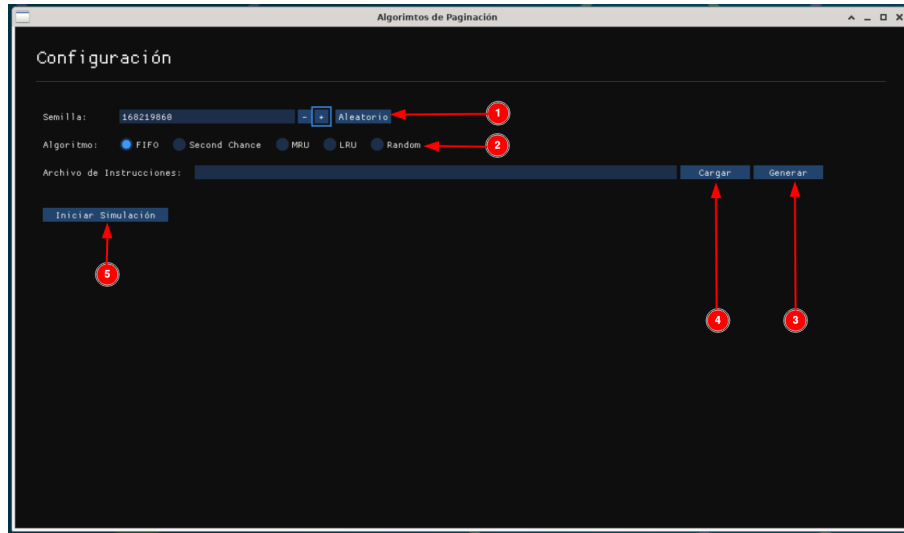 Algorimtos de Paginación
Configuración
Semilla: 168219860 - + Aleatorio 1
Algoritmo: FIFO Second Chance MRU LRU Random 2
Archivo de Instrucciones: Cargar Generar
Iniciar Simulación
5
4 3